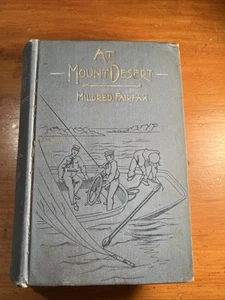 AT
MOUNT DESERT
MILDRED FAIRFAX